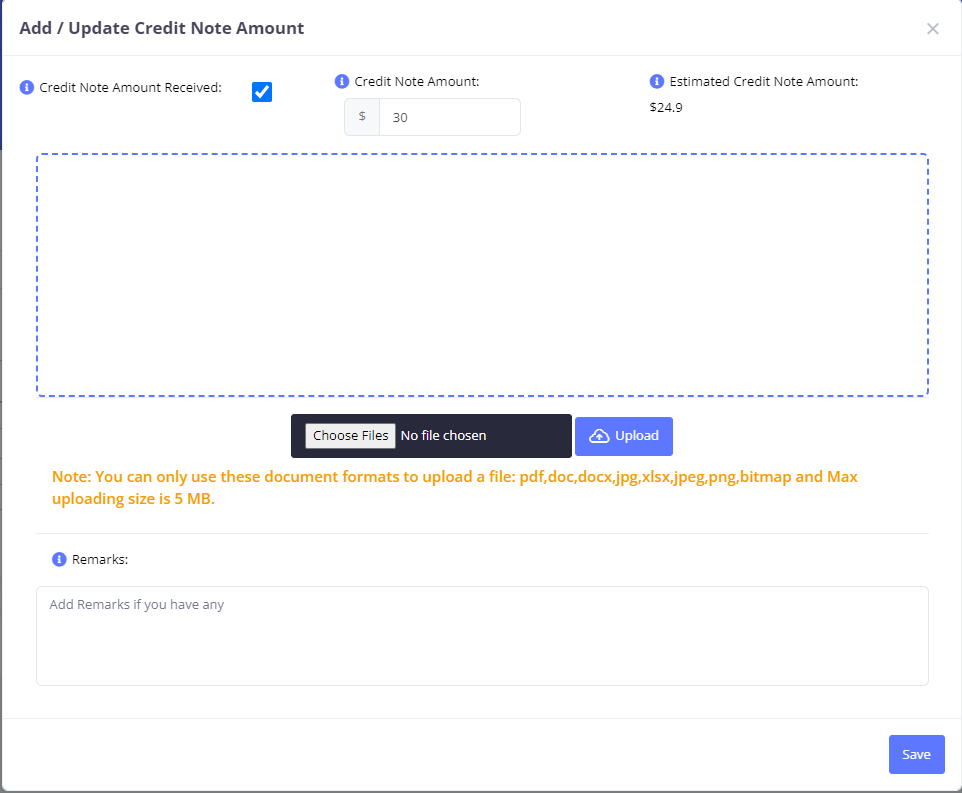 Add / Update Credit Note Amount
Credit Note Amount Received:
Credit Note Amount:
$ 30
Estimated Credit Note Amount:
$24.9
Choose Files No file chosen
Upload
Note: You can only use these document formats to upload a file: pdf,doc,docx,jpg,xlsx,jpeg,png,bitmap and Max
uploading size is 5 MB.
Remarks:
Add Remarks if you have any
Save